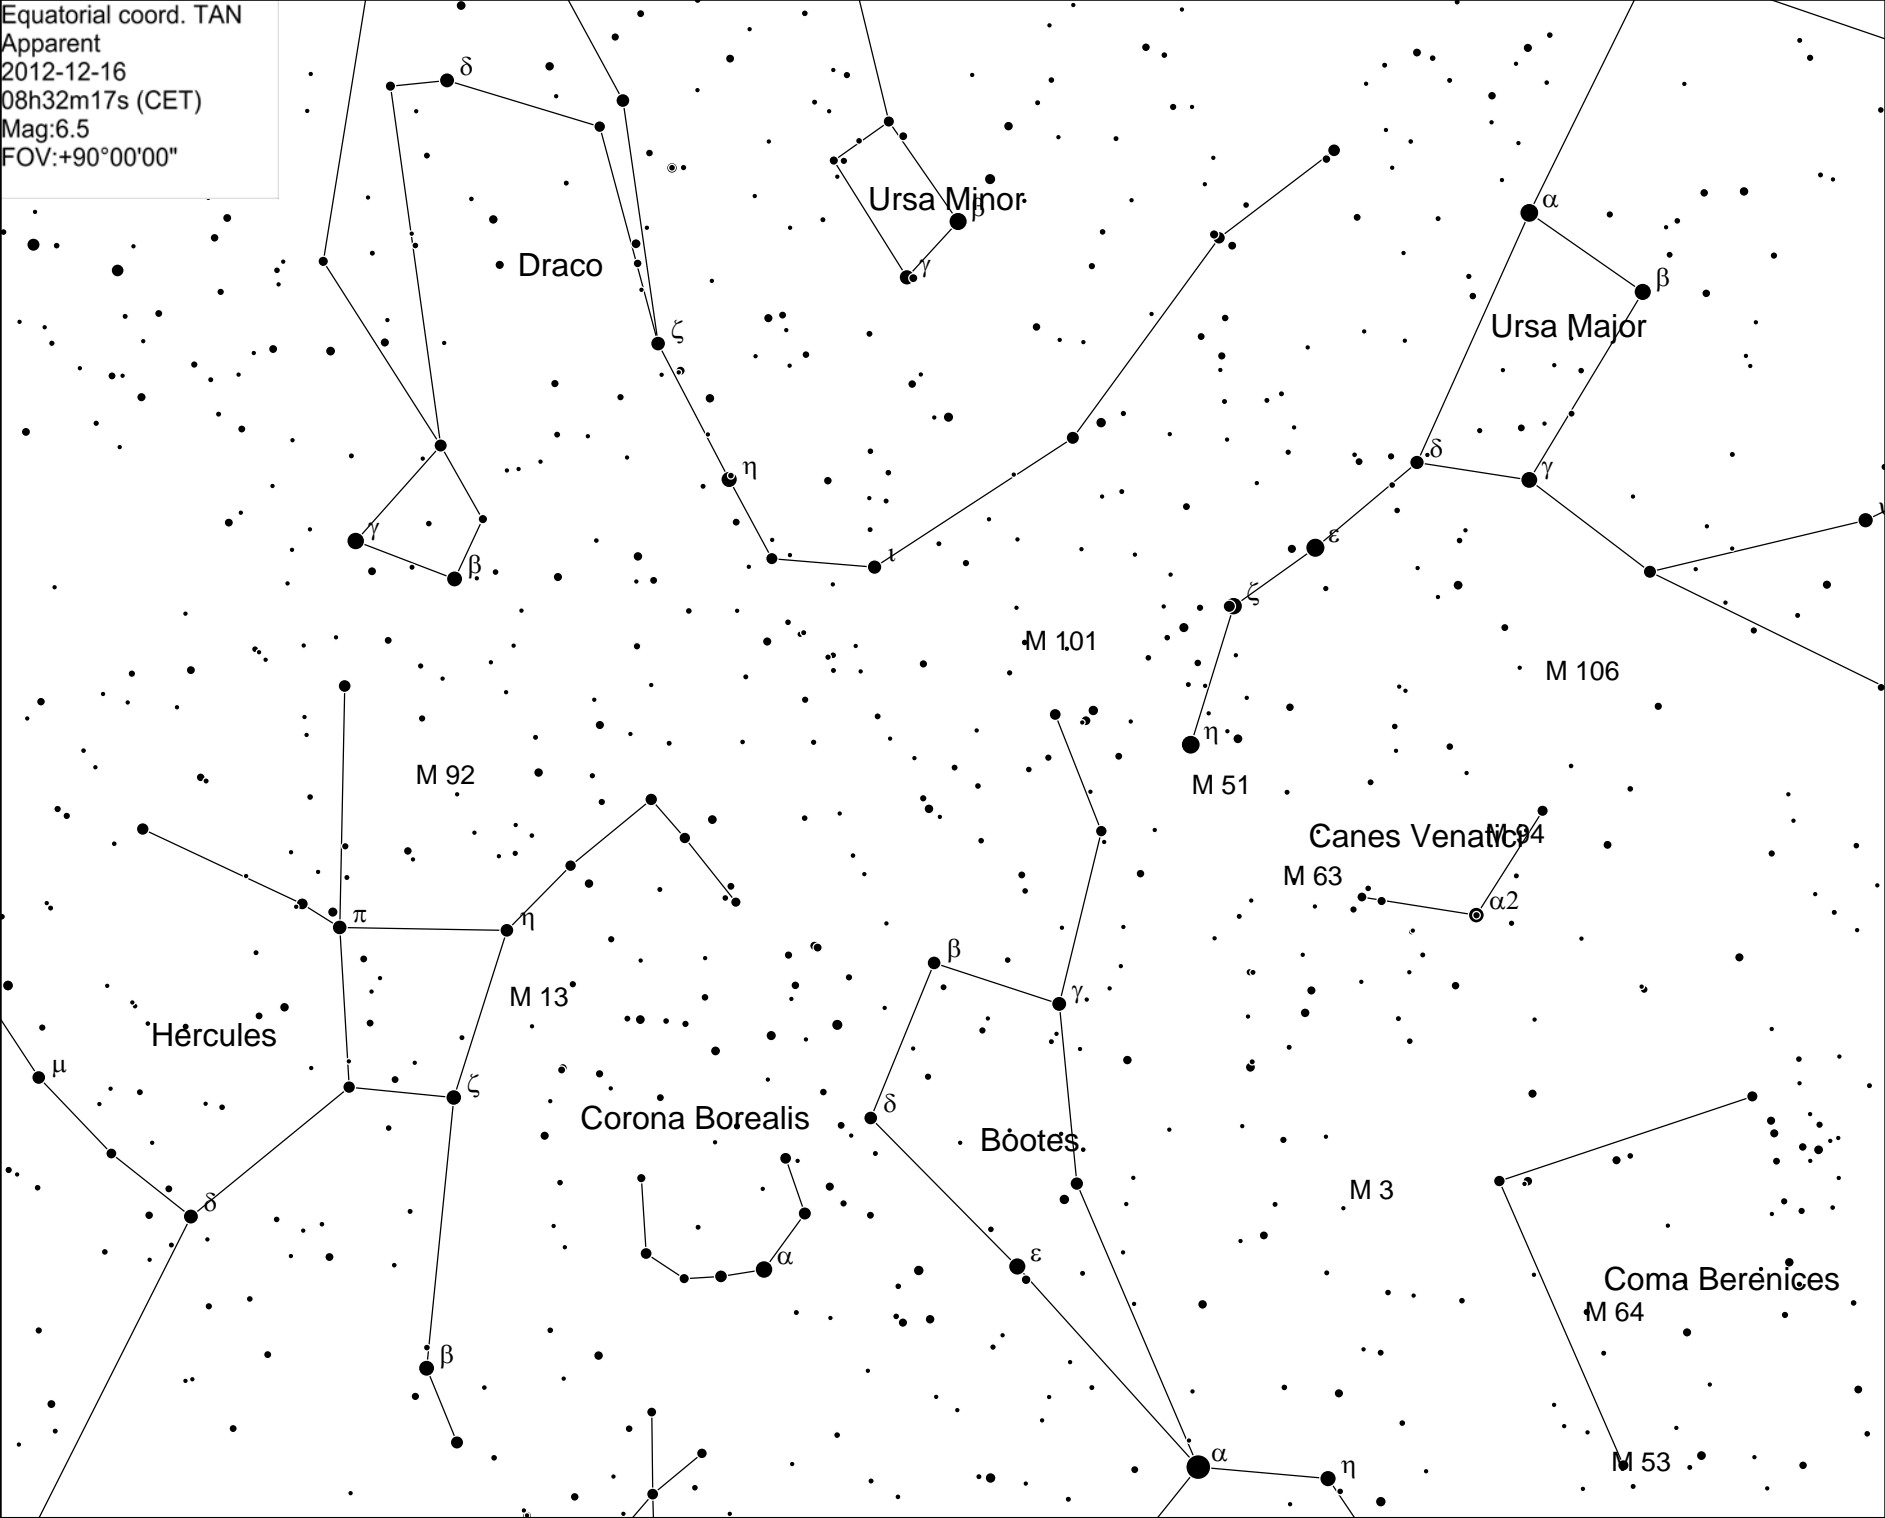 Equatorial coord. TAN
Apparent
2012-12-16
08h32m17s (CET)
Mag:6.5
FOV:+90°00'00"
δ
α
Ursa Minor
β
Draco
γ
β
ζ
Ursa Major
δ
η
γ
γ
ε
ι
β
ζ
M 101
M 106
η
M 92
M 51
Canes Venatici
M 94
M 63
α2
π
η
β
M 13
γ
Hercules
μ
ζ
δ
Corona Borealis
Bootes
M 3
δ
ε
α
Coma Berenices
M 64
β
α
M 53
η